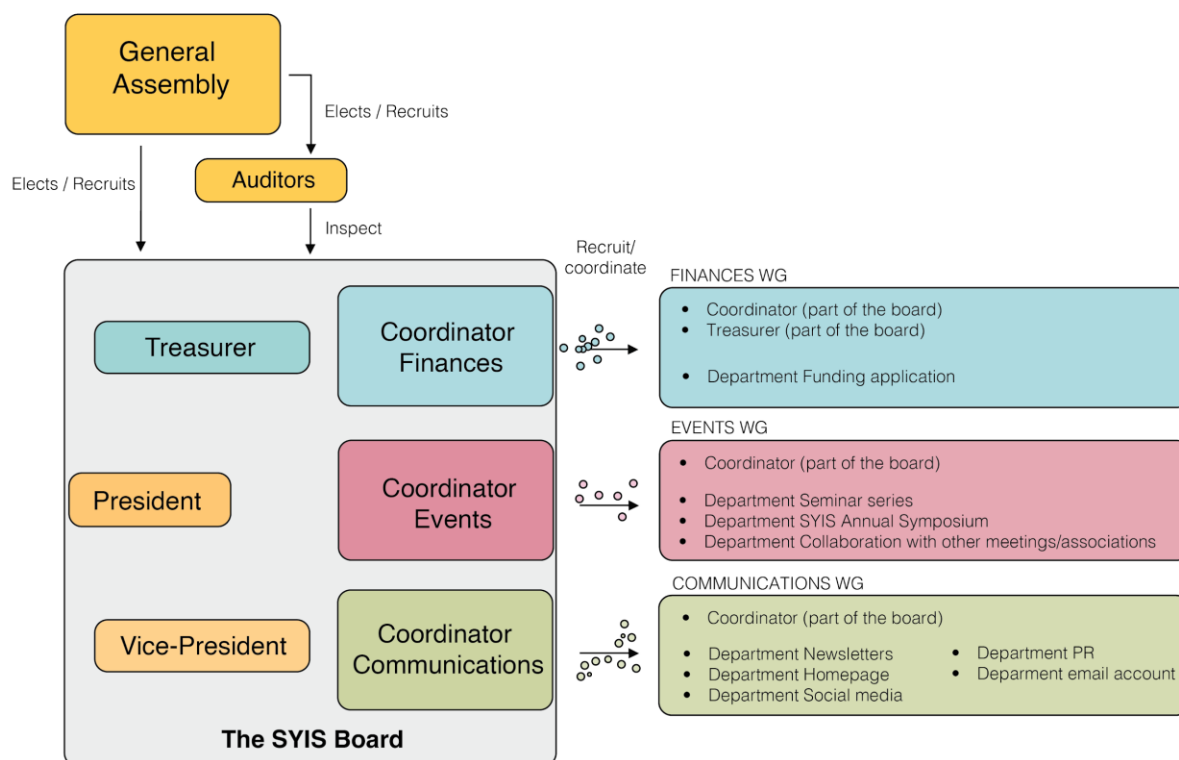 General
Assembly
Elects / Recruits
Elects / Recruits
Auditors
Inspect
Recruit/
coordinate
Treasurer
Coordinator
Finances
President
Coordinator
Events
Vice-President
Coordinator
Communications
The SYIS Board
FINANCES WG
• Coordinator (part of the board)
• Treasurer (part of the board)
• Department Funding application
EVENTS WG
• Coordinator (part of the board)
• Department Seminar series
• Department SYIS Annual Symposium
• Department Collaboration with other meetings/associations
COMMUNICATIONS WG
• Coordinator (part of the board)
• Department Newsletters
• Department Homepage
• Department Social media
• Department PR
• Deparment email account